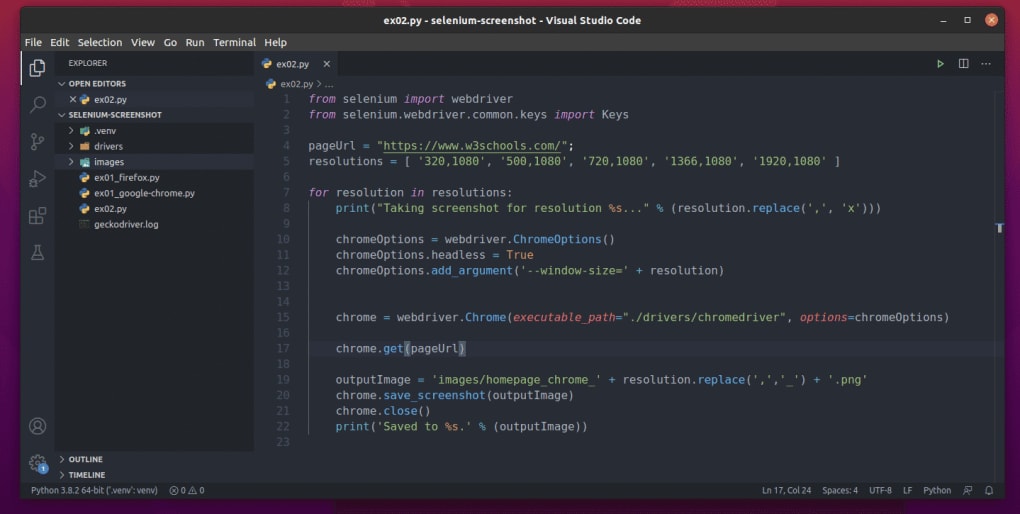 ex02.py - selenium-screenshot - Visual Studio Code
File Edit Selection View Go Run Terminal Help
EXPLORER
OPEN EDITORS
ex02.py
SELENIUM-SCREENSHOT
.venv
drivers
images
ex01_firefox.py
ex01_google-chrome.py
ex02.py
geckodriver.log
OUTLINE
TIMELINE
ex02.py
ex02.py > ...
1 from selenium import webdriver
2 from selenium.webdriver.common.keys import Keys
3
4 pageUrl = "https://www.w3schools.com/";
5 resolutions = [ '320,1080', '500,1080', '720,1080', '1366,1080', '1920,1080' ]
6
7 for resolution in resolutions:
8     print("Taking screenshot for resolution %s..." % (resolution.replace(',', 'x')))
9
10     chromeOptions = webdriver.ChromeOptions()
11     chromeOptions.headless = True
12     chromeOptions.add_argument('--window-size=' + resolution)
13
14
15     chrome = webdriver.Chrome(executable_path="./drivers/chromedriver", options=chromeOptions)
16
17     chrome.get(pageUrl)
18
19     outputImage = 'images/homepage_chrome_' + resolution.replace(',','_') + '.png'
20     chrome.save_screenshot(outputImage)
21     chrome.close()
22     print('Saved to %s.' % (outputImage))
23
1
Python 3.8.2 64-bit ('.venv': venv) 0 0 Ln 17, Col 24 Spaces: 4 UTF-8 LF Python